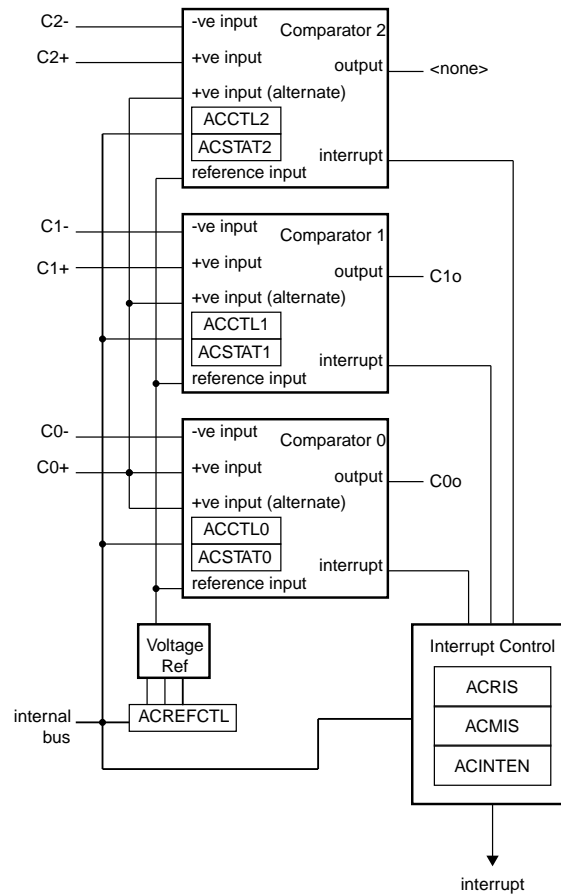 C2-
-ve input
Comparator 2
C2+
+ve input
output
<none>
+ve input (alternate)
ACCTL2
ACSTAT2
interrupt
reference input
C1-
-ve input
Comparator 1
C1+
+ve input
output
C1o
+ve input (alternate)
ACCTL1
ACSTAT1
interrupt
reference input
C0-
-ve input
Comparator 0
C0+
+ve input
output
C0o
+ve input (alternate)
ACCTL0
ACSTAT0
interrupt
reference input
Voltage
Ref
Interrupt Control
ACRIS
internal
bus
ACREFCTL
ACMIS
ACINTEN
interrupt